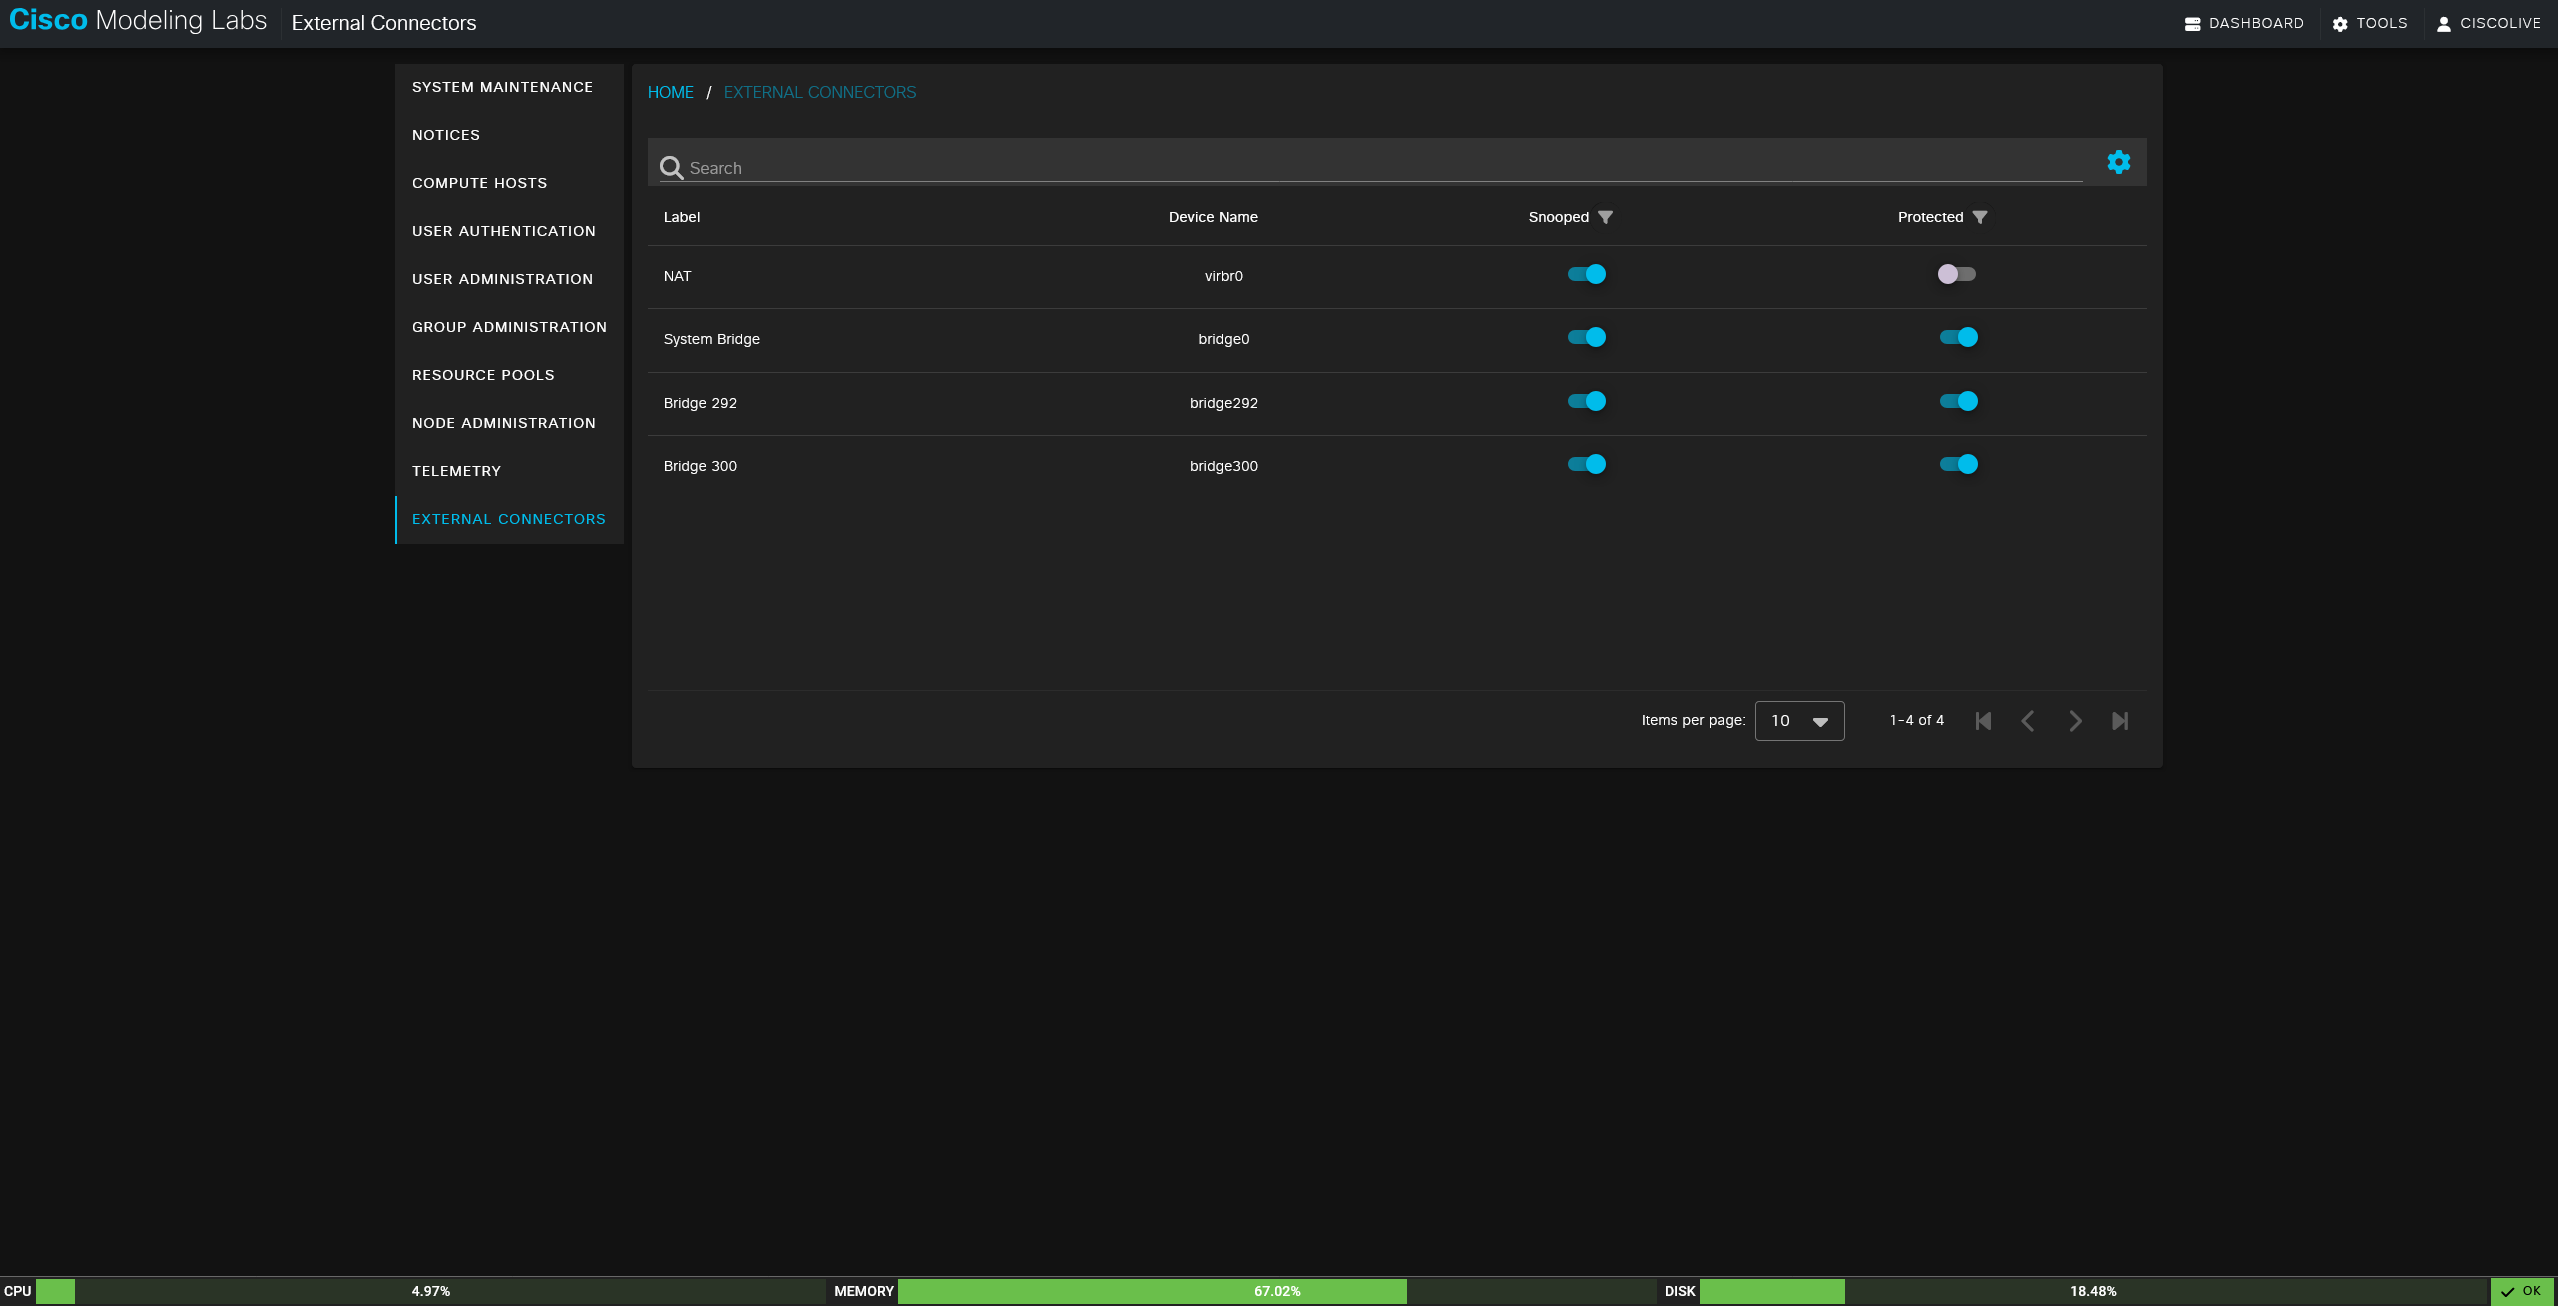 Cisco Modeling Labs External Connectors DASHBOARD TOOLS CISCOLIVE
SYSTEM MAINTENANCE
NOTICES
COMPUTE HOSTS
USER AUTHENTICATION
USER ADMINISTRATION
GROUP ADMINISTRATION
RESOURCE POOLS
NODE ADMINISTRATION
TELEMETRY
EXTERNAL CONNECTORS
HOME / EXTERNAL CONNECTORS
Search
Label Device Name Snooped Protected
NAT virbr0
System Bridge bridge0
Bridge 292 bridge292
Bridge 300 bridge300
Items per page: 10 1-4 of 4
CPU 4.97% MEMORY 67.02% DISK 18.48% OK